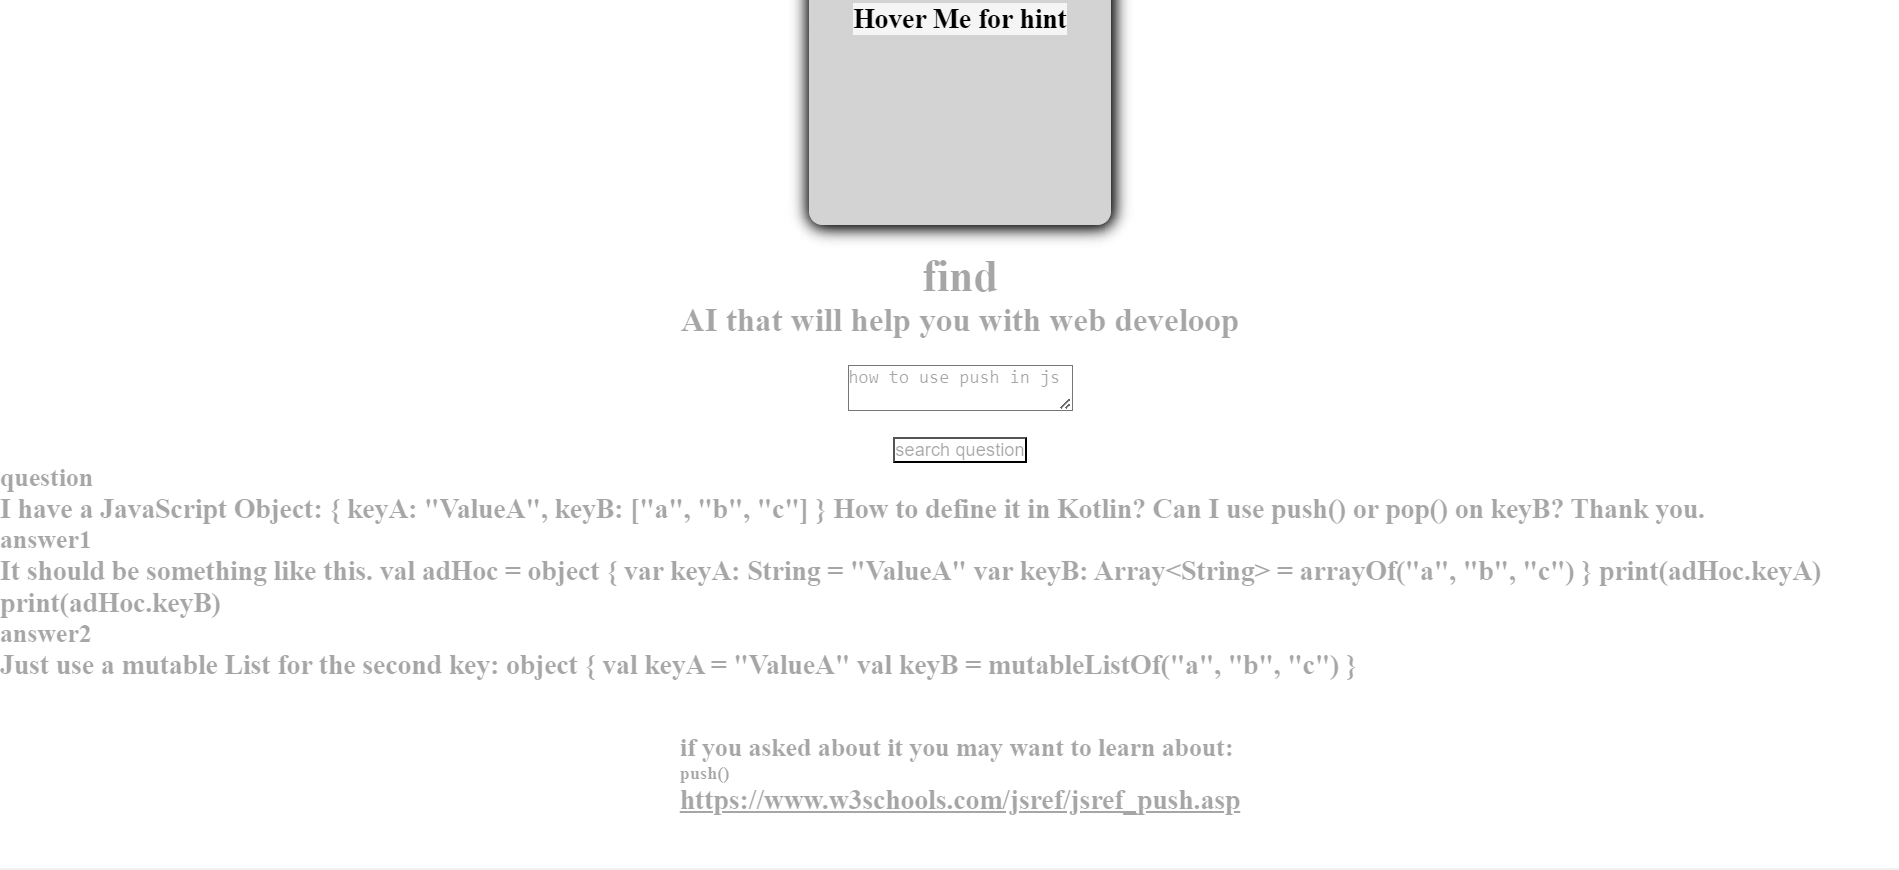 Hover Me for hint
find
AI that will help you with web develoop
how to use push in js
search question
question
I have a JavaScript Object: { keyA: "ValueA", keyB: ["a", "b", "c"] } How to define it in Kotlin? Can I use push() or pop() on keyB? Thank you.
answer1
It should be something like this. val adHoc = object { var keyA: String = "ValueA" var keyB: Array<String> = arrayOf("a", "b", "c") } print(adHoc.keyA)
print(adHoc.keyB)
answer2
Just use a mutable List for the second key: object { val keyA = "ValueA" val keyB = mutableListOf("a", "b", "c") }
if you asked about it you may want to learn about:
push()
https://www.w3schools.com/jsref/jsref_push.asp